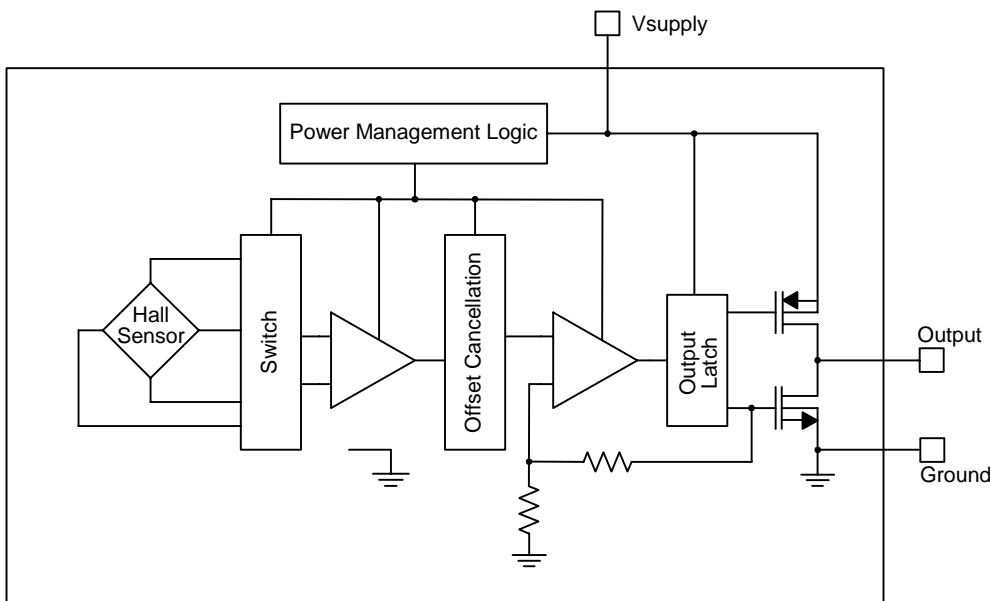 Vsupply
Power Management Logic
Hall
Sensor
Switch
Offset Cancellation
Output
Latch
Output
Ground